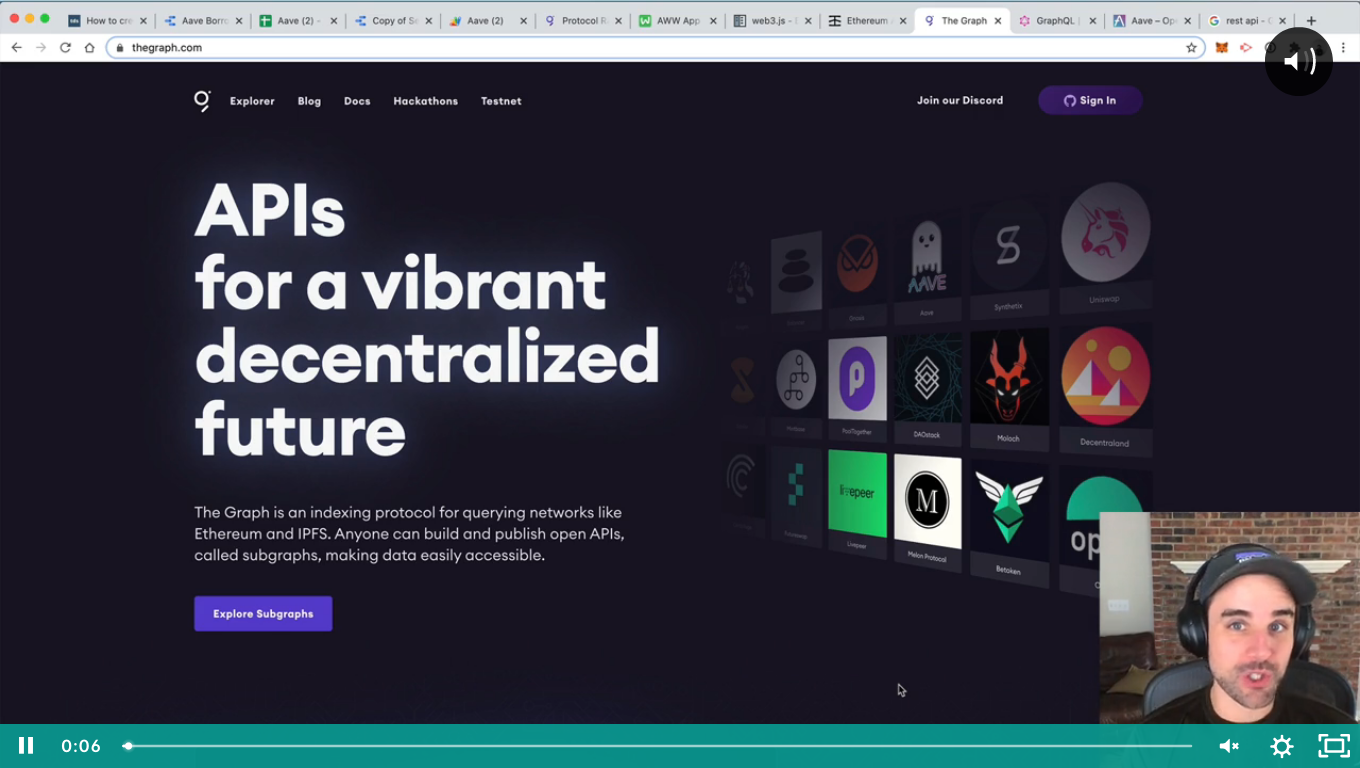 How to cre
Aave Borro
Aave (2) -
Copy of Se
Aave (2)
Protocol R
AWW App
web3.js -
Ethereum
The Graph
GraphQL
Aave – Ope
rest api -
thegraph.com
Explorer
Blog
Docs
Hackathons
Testnet
Join our Discord
Sign In
APIs
for a vibrant
decentralized
future
The Graph is an indexing protocol for querying networks like
Ethereum and IPFS. Anyone can build and publish open APIs,
called subgraphs, making data easily accessible.
Explore Subgraphs
AAVE
Aave
Synthetix
Uniswap
PoolTogether
DAOstack
Moloch
Decentraland
livepeer
Livepeer
M
Melon Protocol
Betoken
op
0:06